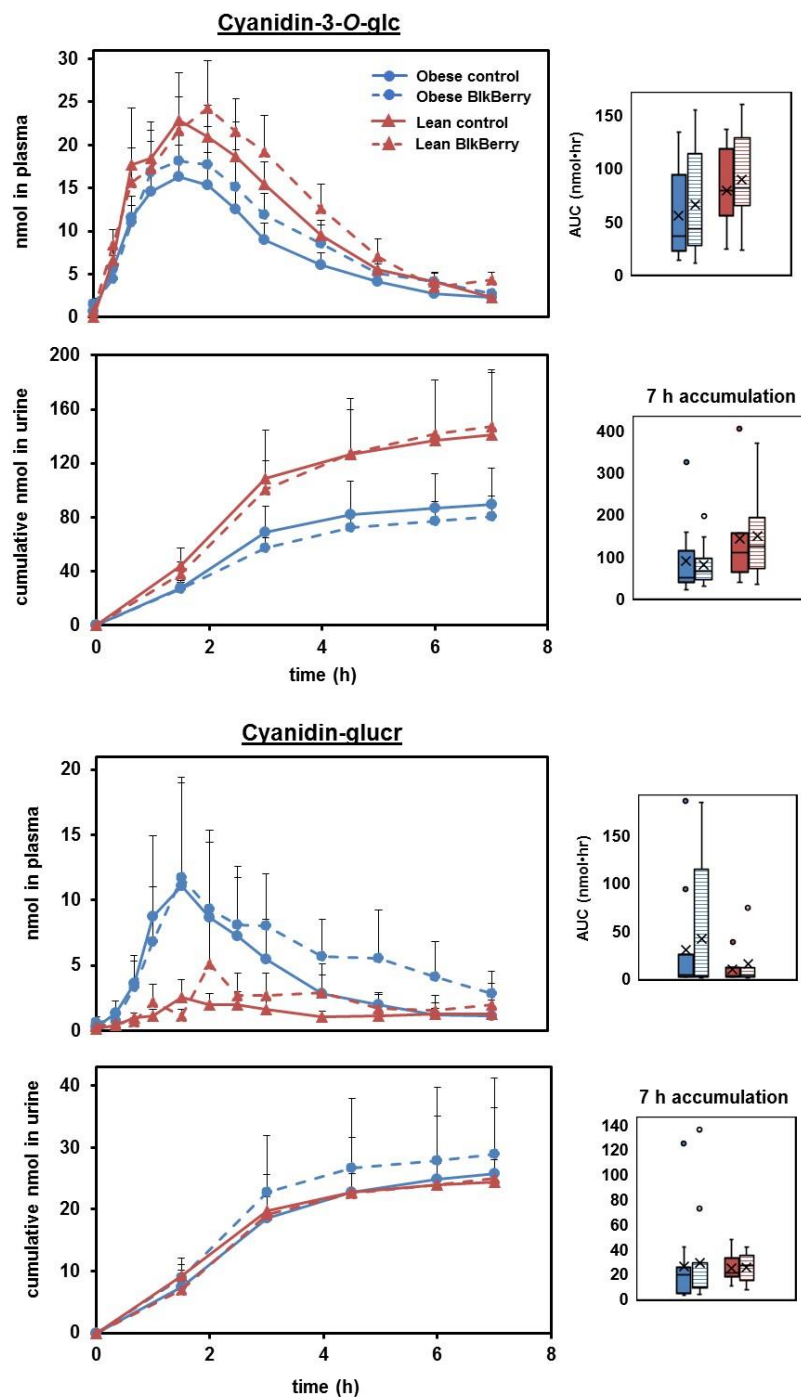 Cyanidin-3-O-glc
30
25
20
15
10
5
0
nmol in plasma
Obese control
Obese BlkBerry
Lean control
Lean BlkBerry
150
100
50
0
AUC (nmol•hr)
200
160
120
80
40
0
cumulative nmol in urine
0 2 4 6 8
time (h)
7 h accumulation
400
300
200
100
0
Cyanidin-glucr
20
15
10
5
0
nmol in plasma
150
100
50
0
AUC (nmol•hr)
40
30
20
10
0
cumulative nmol in urine
0 2 4 6 8
time (h)
7 h accumulation
140
120
100
80
60
40
20
0